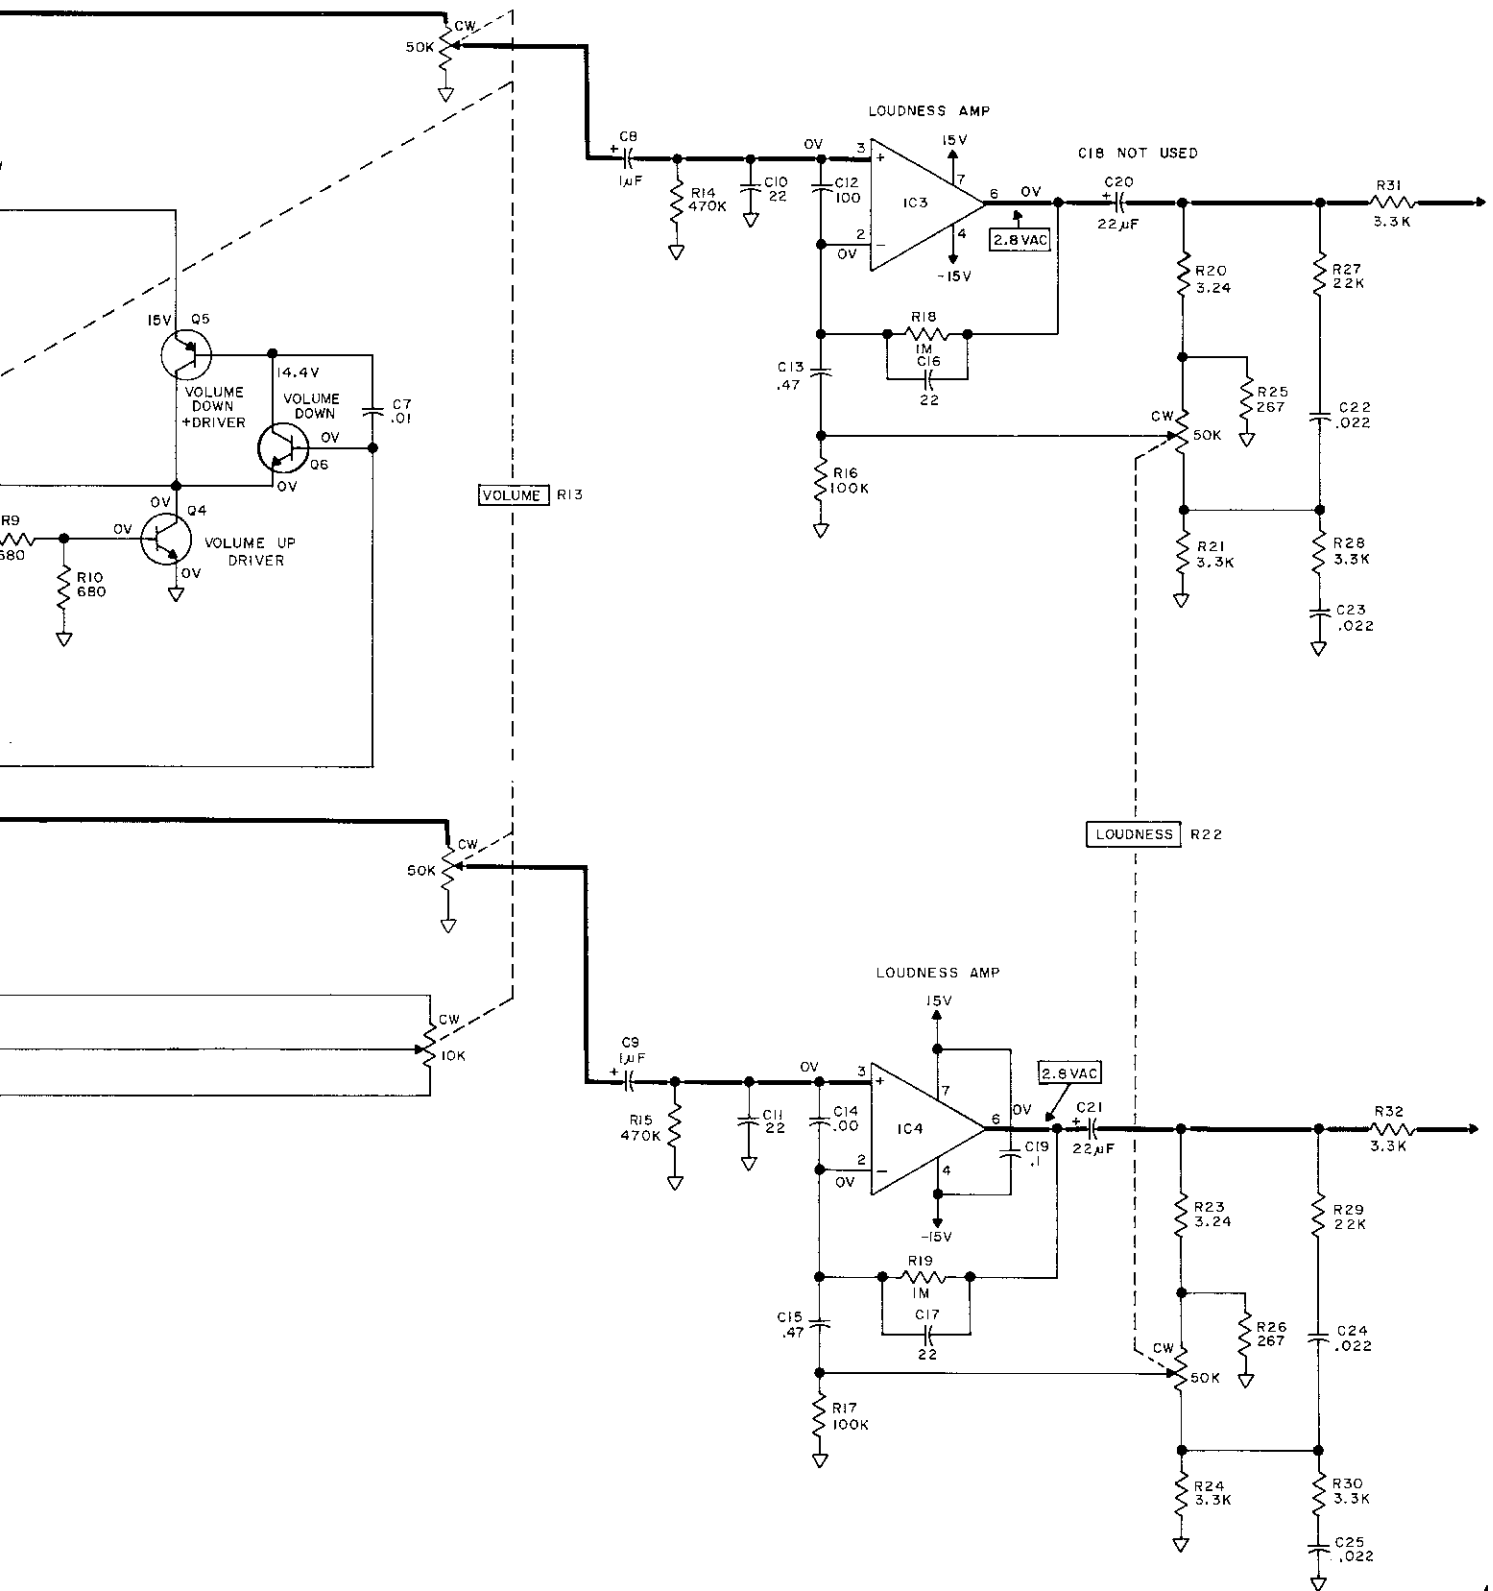 CW
50K
LOUDNESS AMP
15V
C8
1µF
+
R14
470K
C10
22
0V
C12
100
3
+
IC3
7
6
0V
2
−
0V
4
-15V
2.8 VAC
C18 NOT USED
C20
+
22µF
R31
3.3K
R20
3.24
R27
22K
R18
1M
C16
22
C13
.47
R25
267
CW
50K
C22
.022
R16
100K
R21
3.3K
R28
3.3K
C23
.022
15V
Q5
VOLUME
DOWN
+DRIVER
14.4V
VOLUME
DOWN
C7
.01
0V
Q6
0V
0V
Q4
VOLUME UP
DRIVER
0V
0V
R9
680
R10
680
VOLUME R13
LOUDNESS R22
CW
50K
CW
10K
LOUDNESS AMP
15V
C9
1µF
+
R15
470K
C11
22
0V
C14
.00
3
+
IC4
7
6
0V
2
−
0V
4
-15V
2.8 VAC
C19
.1
C21
+
22µF
R32
3.3K
R23
3.24
R29
22K
R19
1M
C17
22
C15
.47
R26
267
CW
50K
C24
.022
R17
100K
R24
3.3K
R30
3.3K
C25
.022